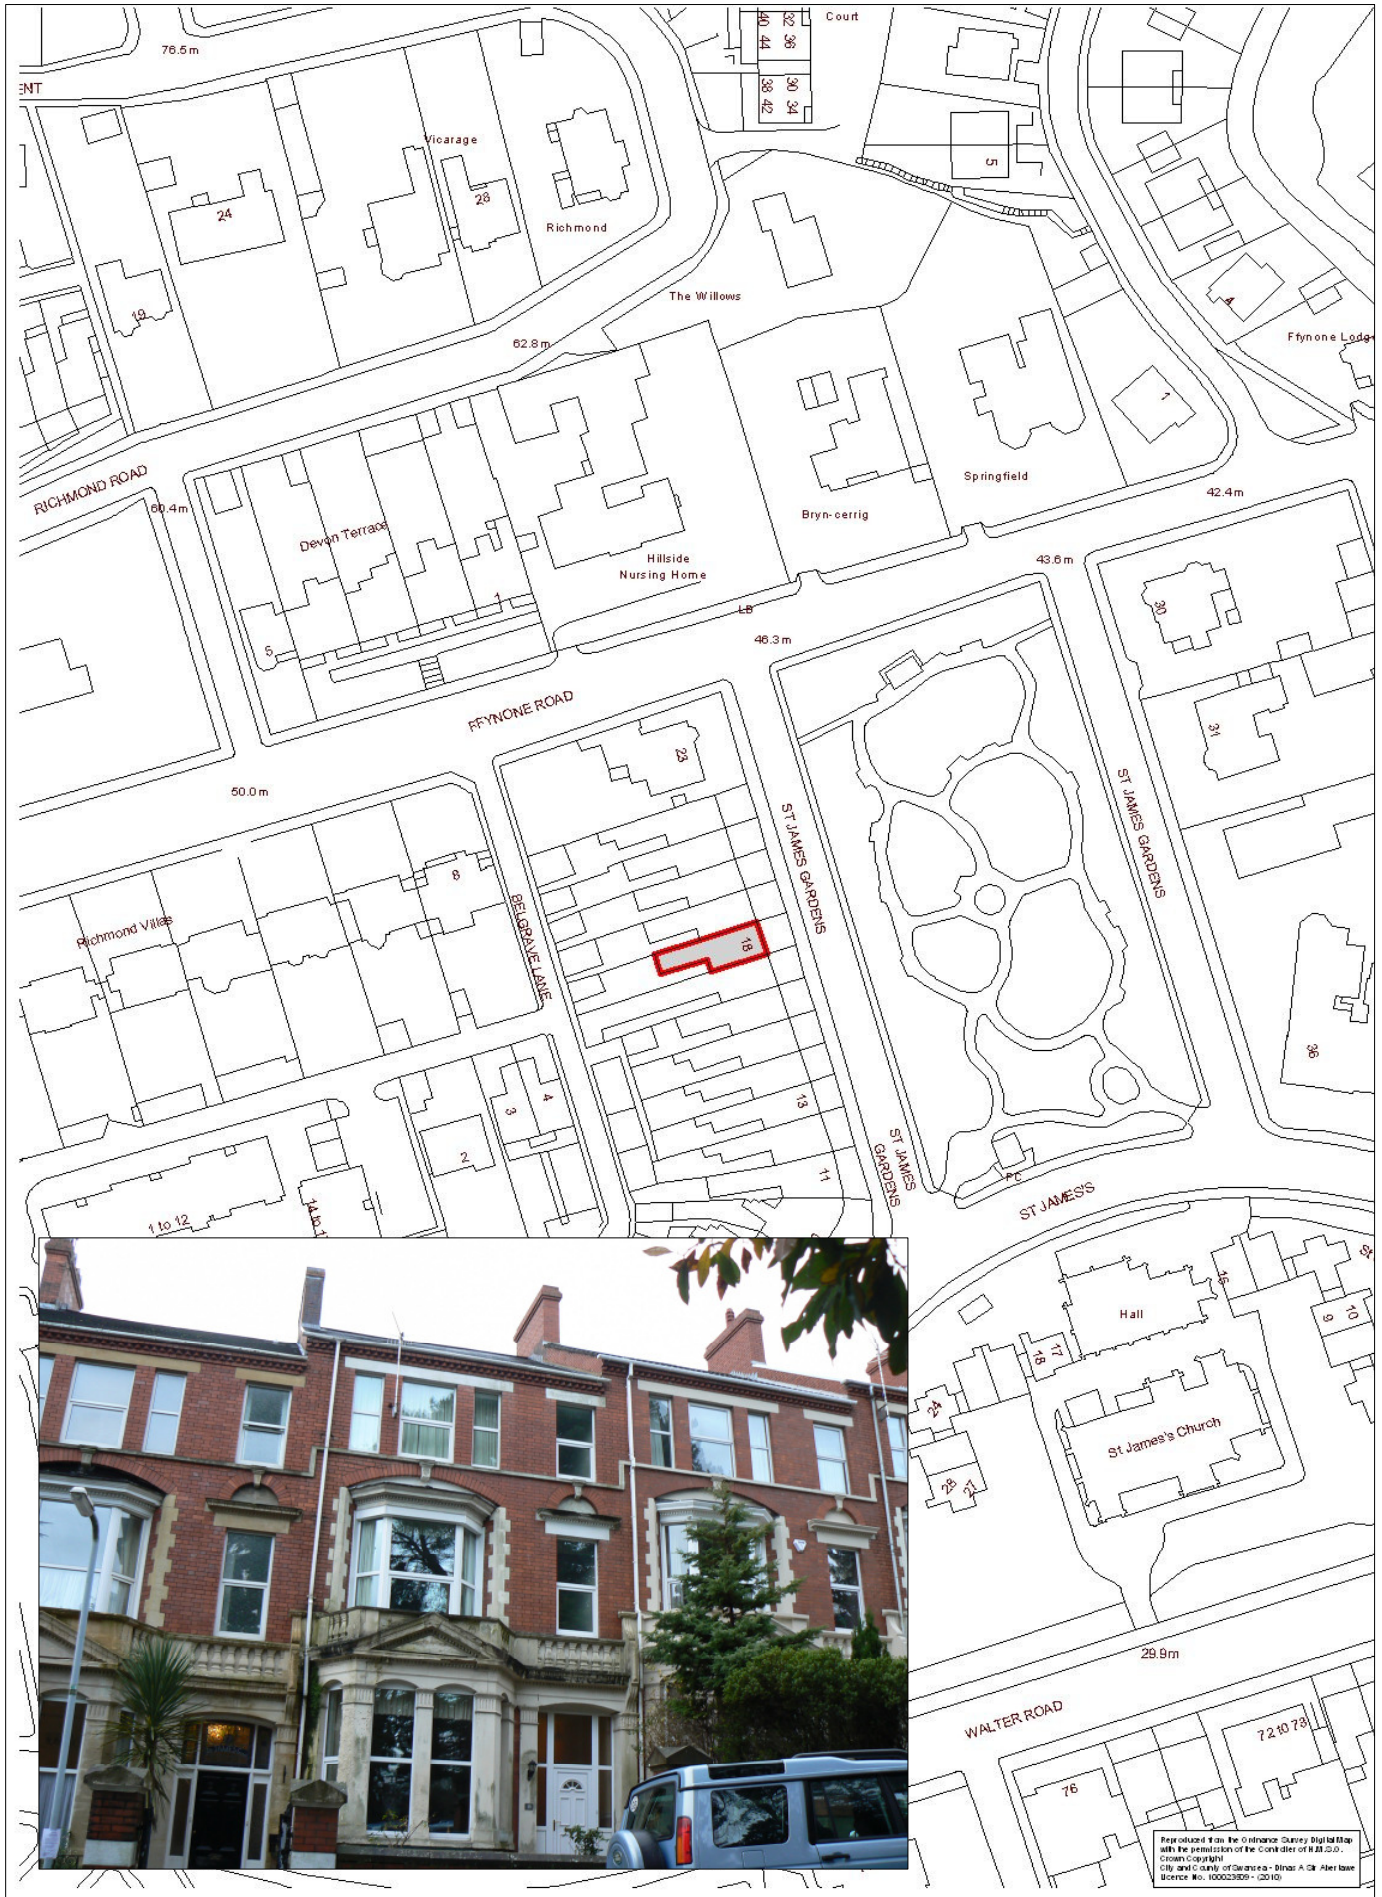 Court
40 32
44 36
38 30
42 34
76.5m
ENT
Vicarage
24
28
5
Richmond
19
The Willows
4
62.8m
Ffynone Lodge
1
RICHMOND ROAD
60.4m
Springfield
42.4m
Devon Terrace
Bryn-cerrig
Hillside
Nursing Home
43.6m
1
LB
30
46.3m
5
FFYNONE ROAD
23
31
50.0m
ST JAMES GARDENS
ST JAMES GARDENS
8
BELGRAVE LANE
Richmond Villas
18
36
3
4
13
2
ST JAMES
GARDENS
11
PC
ST JAMES'S
1 to 12
16
Hall
10
9
17
18
24
St James's Church
28
27
29.9m
WALTER ROAD
72 to 73
76
Reproduced from the Ordnance Survey Digital Map
with the permission of the Controller of H.M.S.O.
Crown Copyright
City and County of Swansea - Dinas A Sir Abertawe
Licence No. 100023509 - (2010)